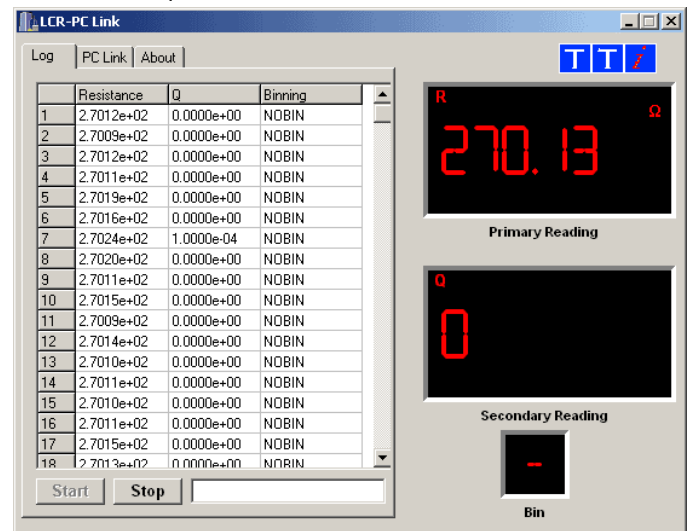 LCR-PC Link
Log PC Link About
TTi
Resistance Q Binning
1 2.7012e+02 0.0000e+00 NOBIN
2 2.7009e+02 0.0000e+00 NOBIN
3 2.7012e+02 0.0000e+00 NOBIN
4 2.7011e+02 0.0000e+00 NOBIN
5 2.7019e+02 0.0000e+00 NOBIN
6 2.7016e+02 0.0000e+00 NOBIN
7 2.7024e+02 1.0000e-04 NOBIN
8 2.7020e+02 0.0000e+00 NOBIN
9 2.7011e+02 0.0000e+00 NOBIN
10 2.7015e+02 0.0000e+00 NOBIN
11 2.7009e+02 0.0000e+00 NOBIN
12 2.7014e+02 0.0000e+00 NOBIN
13 2.7010e+02 0.0000e+00 NOBIN
14 2.7011e+02 0.0000e+00 NOBIN
15 2.7010e+02 0.0000e+00 NOBIN
16 2.7011e+02 0.0000e+00 NOBIN
17 2.7015e+02 0.0000e+00 NOBIN
18 2.7013e+02 0.0000e+00 NOBIN
Start Stop
R Ω
270.13
Primary Reading
Q
0
Secondary Reading
-
Bin